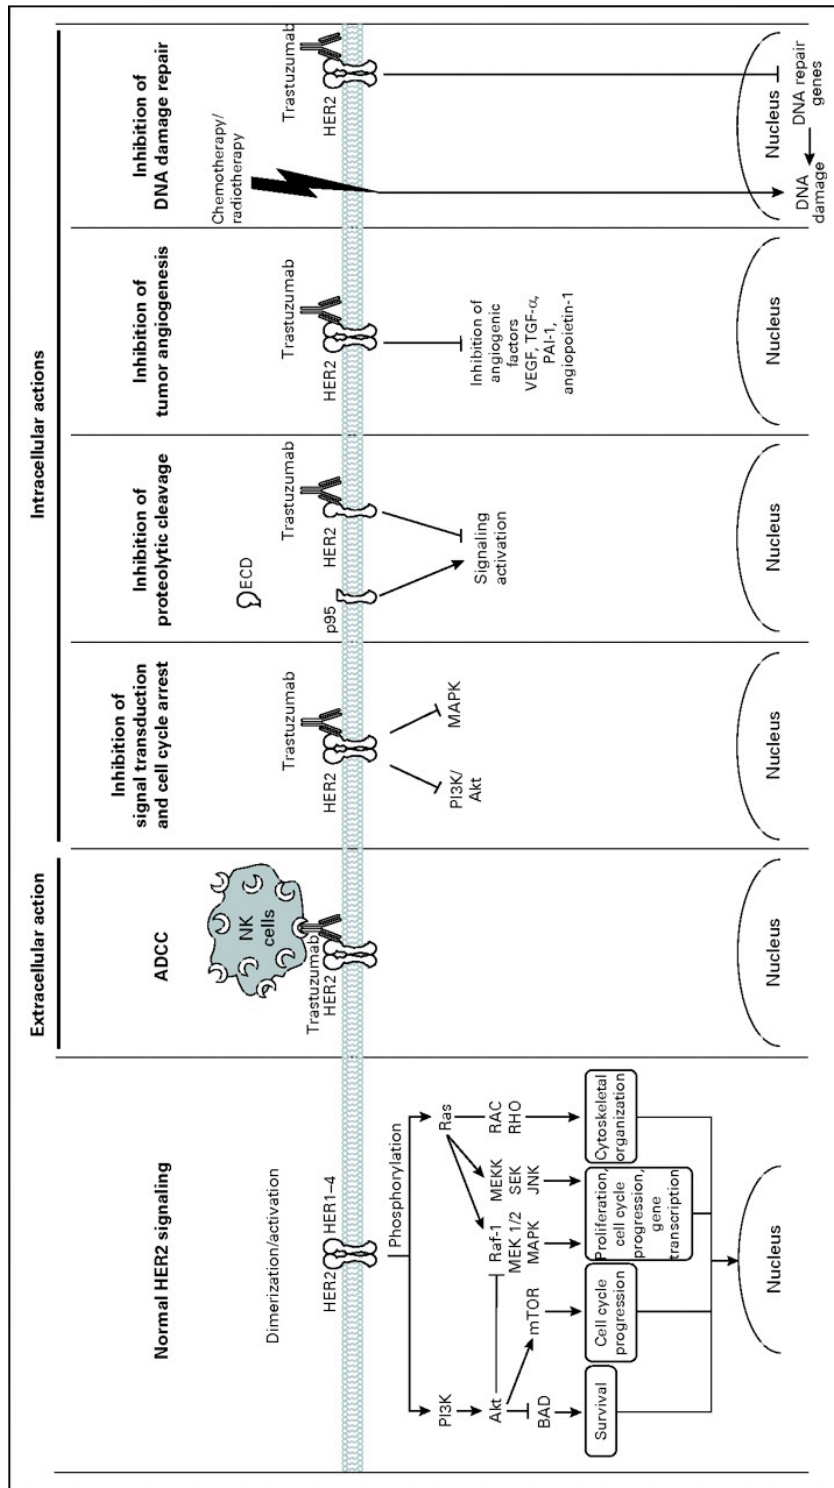 Extracellular action
Intracellular actions
Normal HER2 signaling
ADCC
Inhibition of
signal transduction
and cell cycle arrest
Inhibition of
proteolytic cleavage
Inhibition of
tumor angiogenesis
Inhibition of
DNA damage repair
Dimerization/activation
HER2
HER1–4
Phosphorylation
PI3K
Akt
BAD
mTOR
Ras
Raf-1
MEK 1/2
MAPK
MEKK
SEK
JNK
RAC
RHO
Survival
Cell cycle
progression
Proliferation,
cell cycle
progression,
gene
transcription
Cytoskeletal
organization
Nucleus
NK
cells
Trastuzumab
HER2
Nucleus
Trastuzumab
HER2
PI3K/
Akt
MAPK
Nucleus
ECD
p95
Trastuzumab
HER2
Signaling
activation
Nucleus
Trastuzumab
HER2
Inhibition of
angiogenic
factors
VEGF, TGF-α,
PAI-1,
angiopoietin-1
Nucleus
Chemotherapy/
radiotherapy
Trastuzumab
HER2
Nucleus
DNA
damage
DNA repair
genes